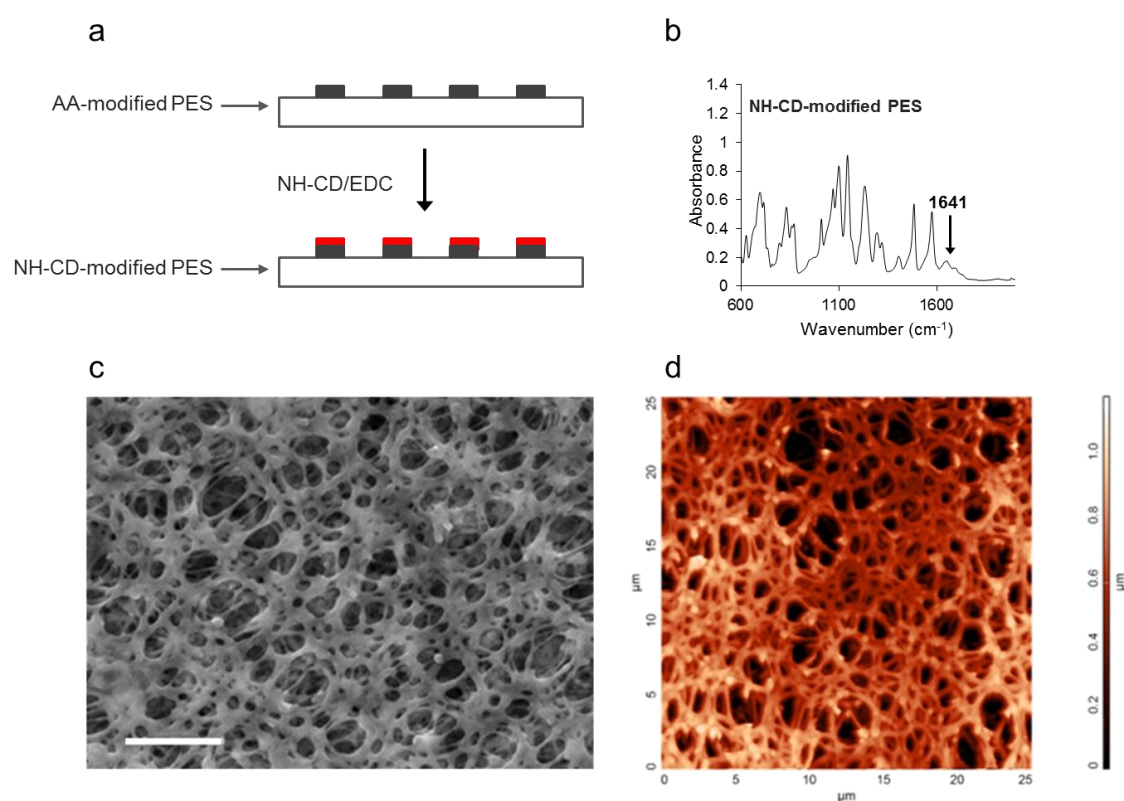 a
AA-modified PES
NH-CD/EDC
NH-CD-modified PES
b
1.4
1.2
1
0.8
0.6
0.4
0.2
0
Absorbance
NH-CD-modified PES
1641
600 1100 1600
Wavenumber (cm-1)
c
d
25
20
15
10
5
0
µm
0 5 10 15 20 25
µm
1.0
0.8
0.6
0.4
0.2
0
µm